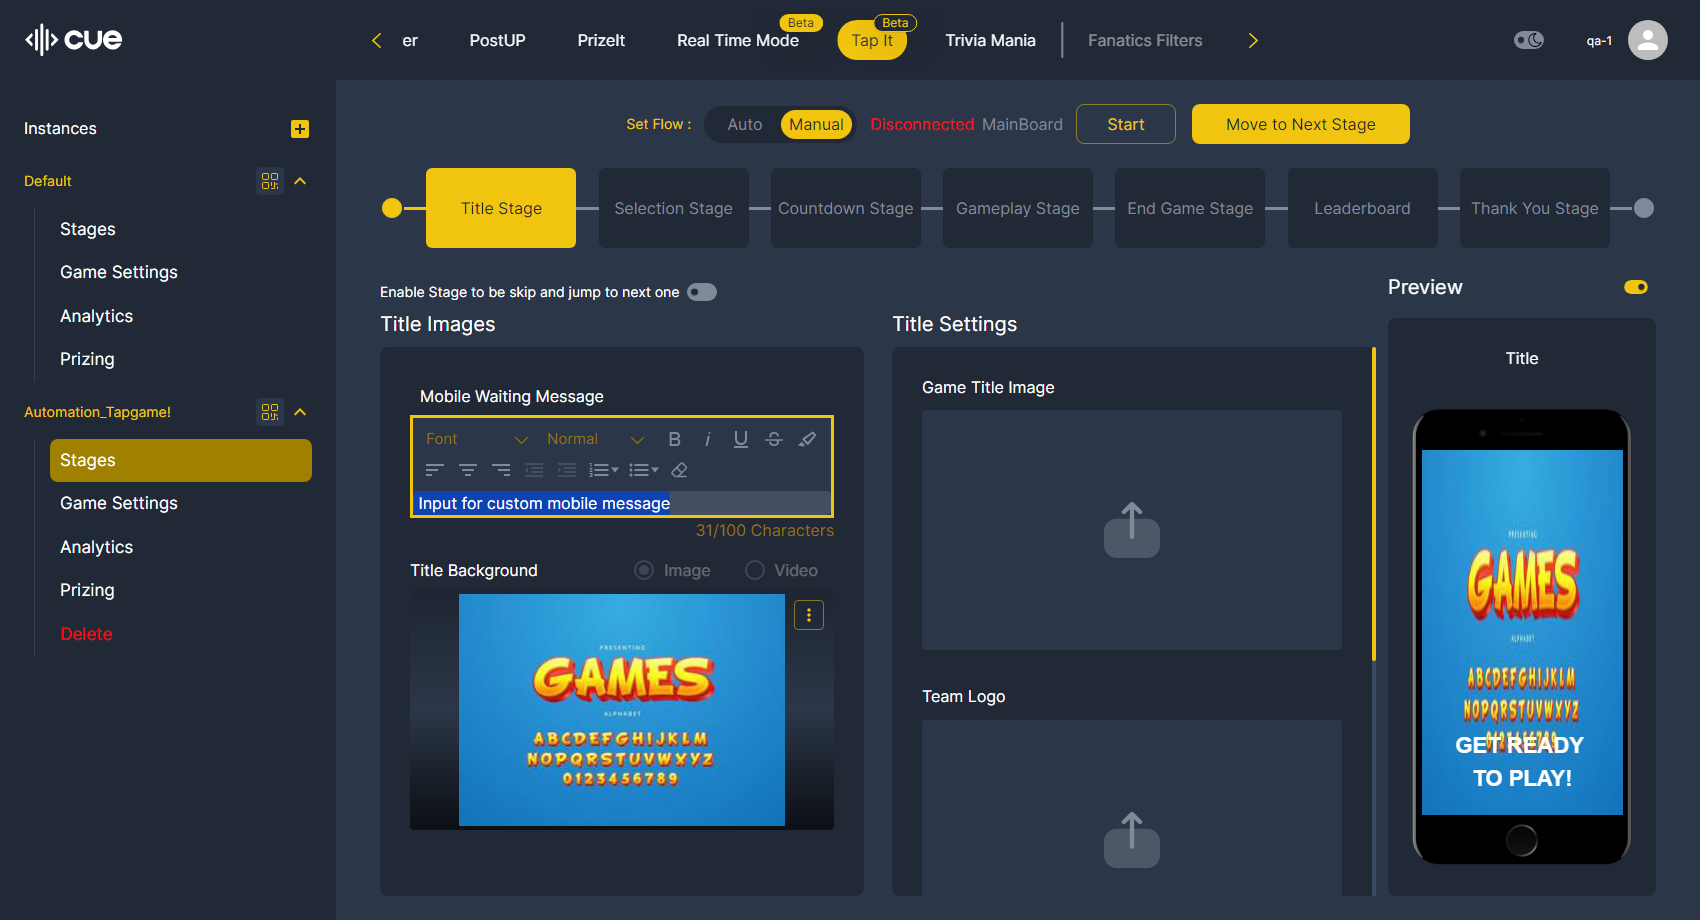 cue
er
PostUP
PrizeIt
Real Time Mode
Beta
Tap It
Beta
Trivia Mania
Fanatics Filters
qa-1
Instances
Default
Stages
Game Settings
Analytics
Prizing
Automation_Tapgame!
Stages
Game Settings
Analytics
Prizing
Delete
Set Flow :
Auto
Manual
Disconnected MainBoard
Start
Move to Next Stage
Title Stage
Selection Stage
Countdown Stage
Gameplay Stage
End Game Stage
Leaderboard
Thank You Stage
Enable Stage to be skip and jump to next one
Title Images
Mobile Waiting Message
Font
Normal
B
i
U
S
Input for custom mobile message
31/100 Characters
Title Background
Image
Video
PRESENTING
GAMES
ALPHABET
ABCDEFGHIJKLM
NOPQRSTUVWXYZ
0123456789
Title Settings
Game Title Image
Team Logo
Preview
Title
PRESENTING
GAMES
ALPHABET
ABCDEFGHIJKLM
NOPQRSTUVWXYZ
0123456789
GET READY
TO PLAY!